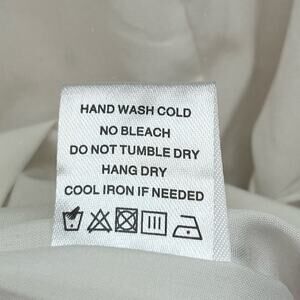 HAND WASH COLD
NO BLEACH
DO NOT TUMBLE DRY
HANG DRY
COOL IRON IF NEEDED